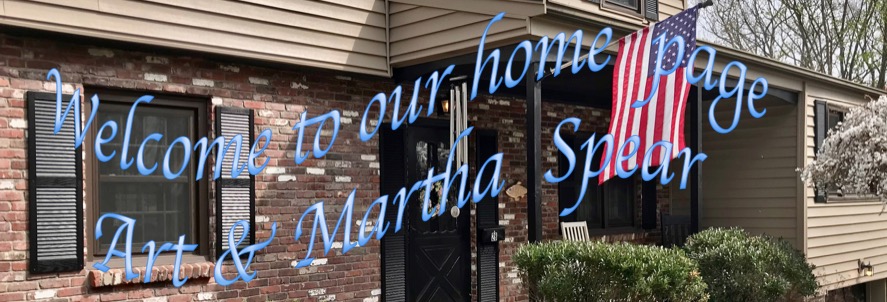 Welcome to our home page
Art & Martha Spear